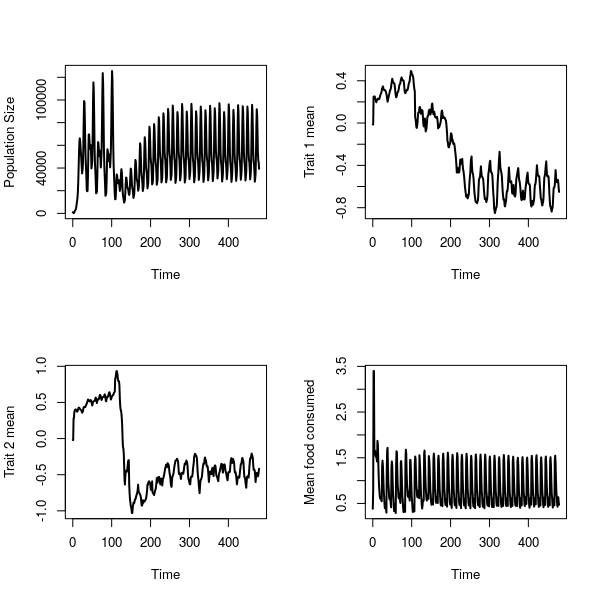 Population Size
100000
40000
0
0 100 200 300 400
Time
Trait 1 mean
0.4
0.0
-0.4
-0.8
0 100 200 300 400
Time
Trait 2 mean
1.0
0.5
0.0
-0.5
-1.0
0 100 200 300 400
Time
Mean food consumed
3.5
2.5
1.5
0.5
0 100 200 300 400
Time